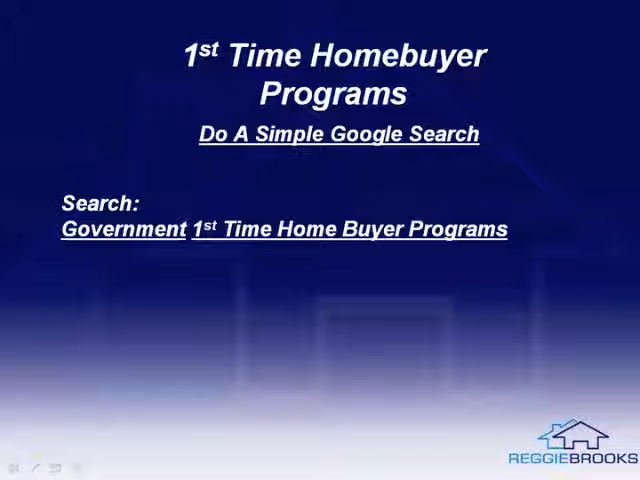 1st Time Homebuyer
Programs
Do A Simple Google Search
Search:
Government 1st Time Home Buyer Programs
REGGIEBROOKS